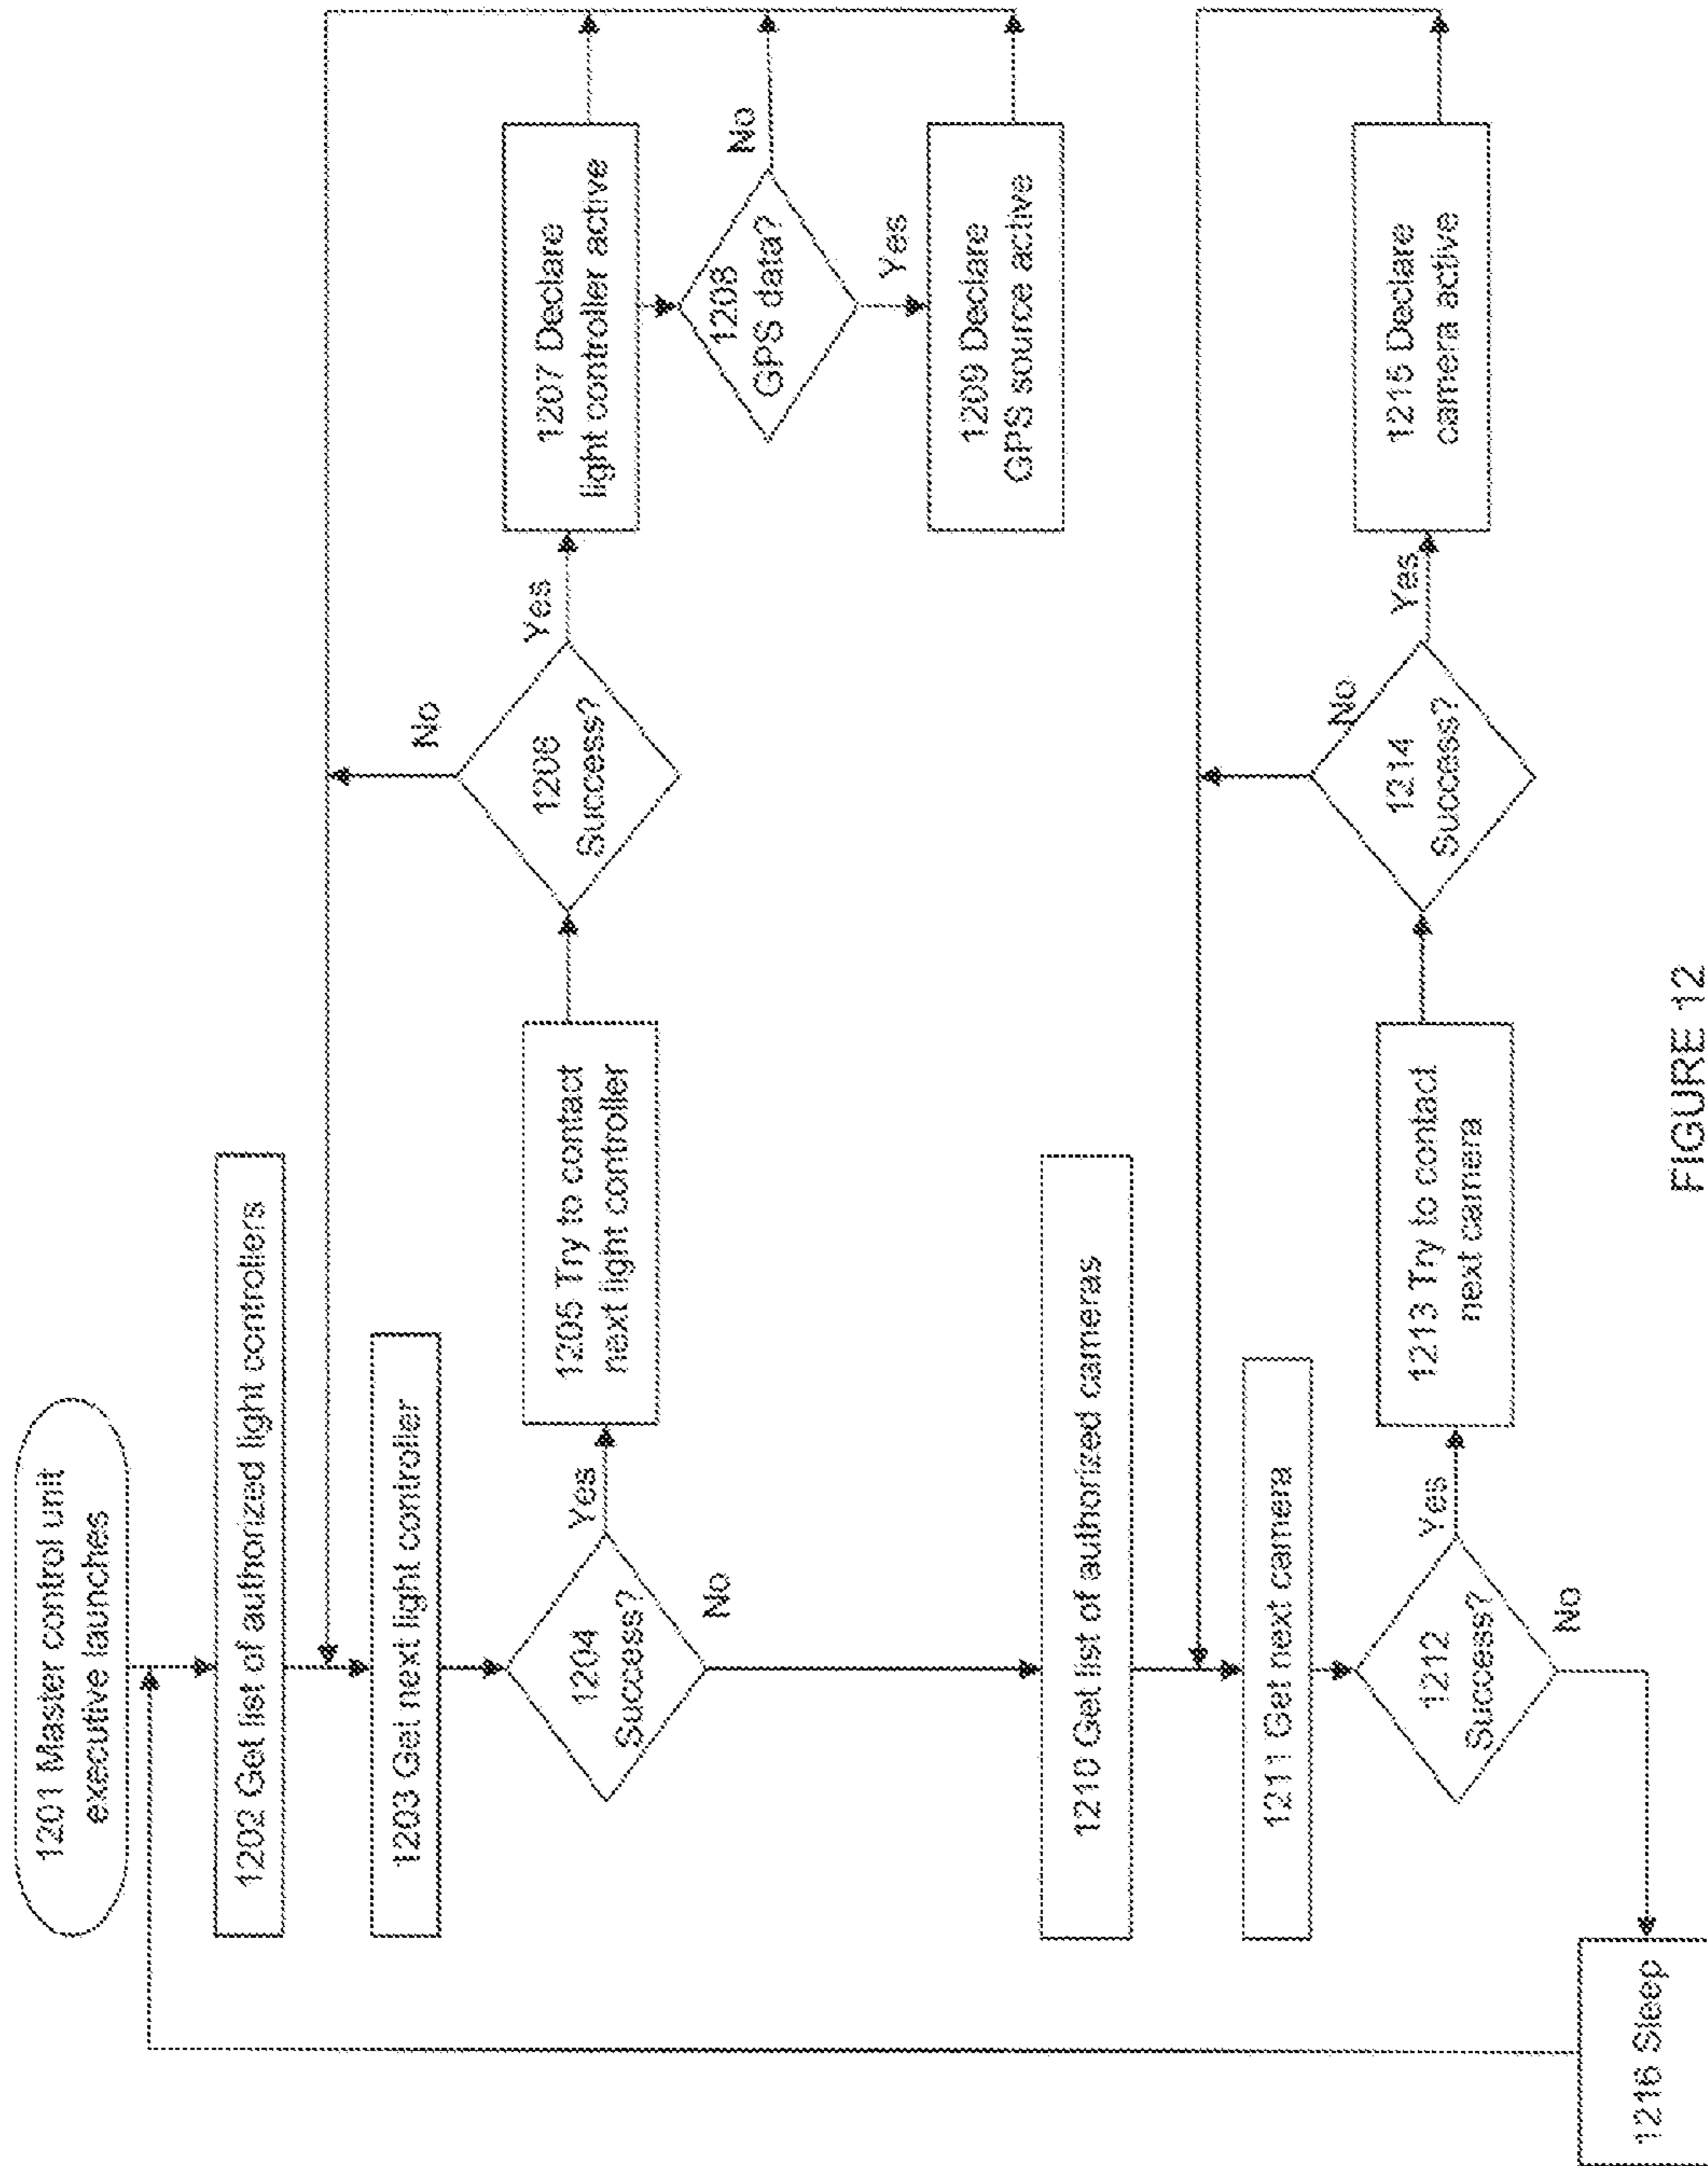 1201 Master control unit
executive launches
1202 Get list of authorized light controllers
1203 Get next light controller
1204
Success?
Yes
No
1205 Try to contact
next light controller
1206
Success?
No
Yes
1207 Declare
light controller active
1208
GPS data?
No
Yes
1209 Declare
GPS source active
1210 Get list of authorized cameras
1211 Get next camera
1212
Success?
Yes
No
1213 Try to contact
next camera
1214
Success?
No
Yes
1215 Declare
camera active
1216 Sleep
FIGURE 12